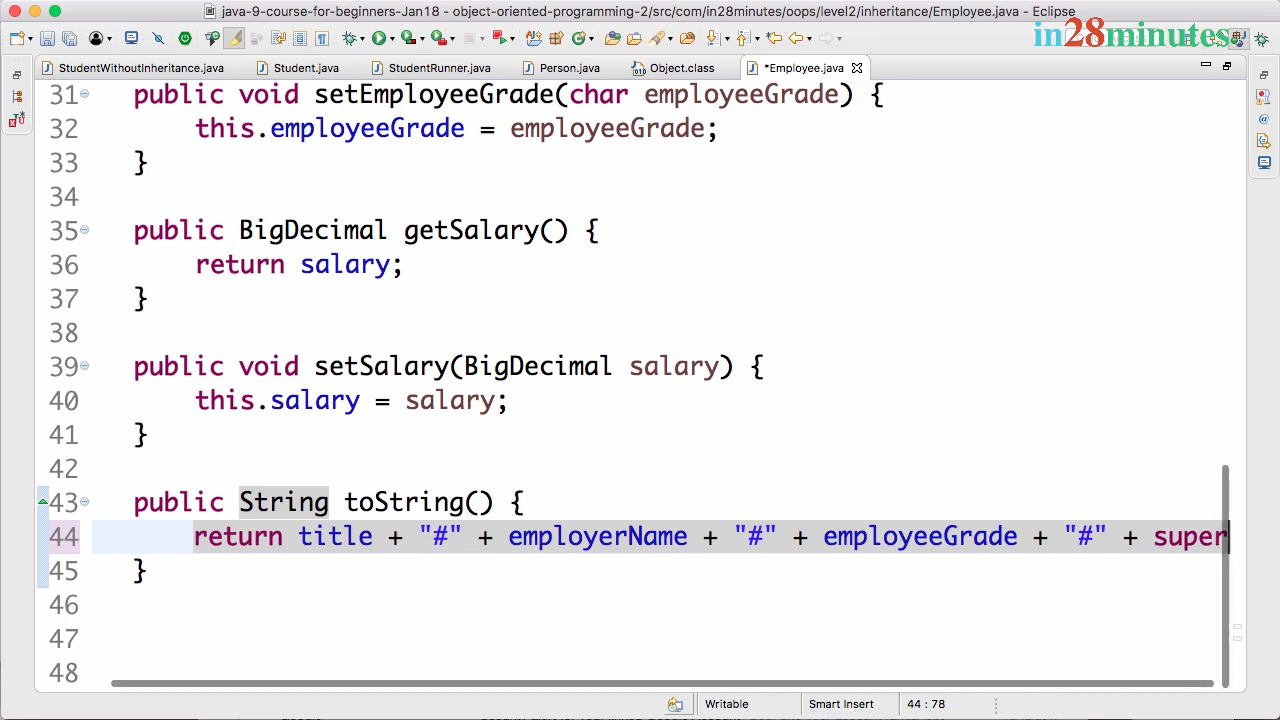 java-9-course-for-beginners-Jan18 - object-oriented-programming-2/src/com/in28minutes/oops/level2/inheritance/Employee.java - Eclipse
in28minutes
StudentWithoutInheritance.java Student.java StudentRunner.java Person.java Object.class *Employee.java
31 public void setEmployeeGrade(char employeeGrade) {
32 this.employeeGrade = employeeGrade;
33 }
34
35 public BigDecimal getSalary() {
36 return salary;
37 }
38
39 public void setSalary(BigDecimal salary) {
40 this.salary = salary;
41 }
42
43 public String toString() {
44 return title + "#" + employerName + "#" + employeeGrade + "#" + super
45 }
46
47
48
Writable Smart Insert 44 : 78